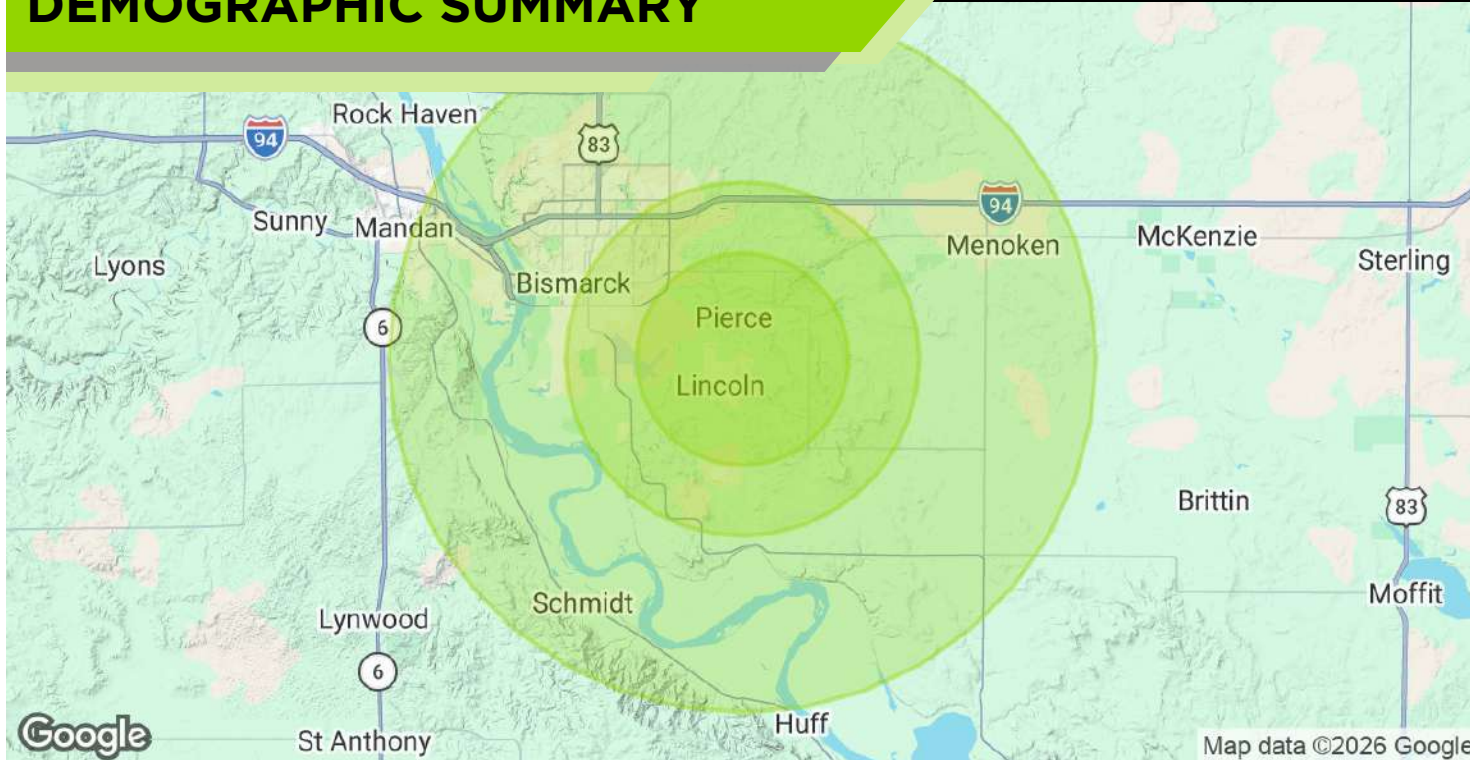 DEMOGRAPHIC SUMMARY
Rock Haven
94
83
94
Sunny
Mandan
Menoken
McKenzie
Sterling
Lyons
Bismarck
Pierce
6
Lincoln
Brittin
83
Schmidt
Moffit
Lynwood
6
Huff
Google
St Anthony
Map data ©2026 Google